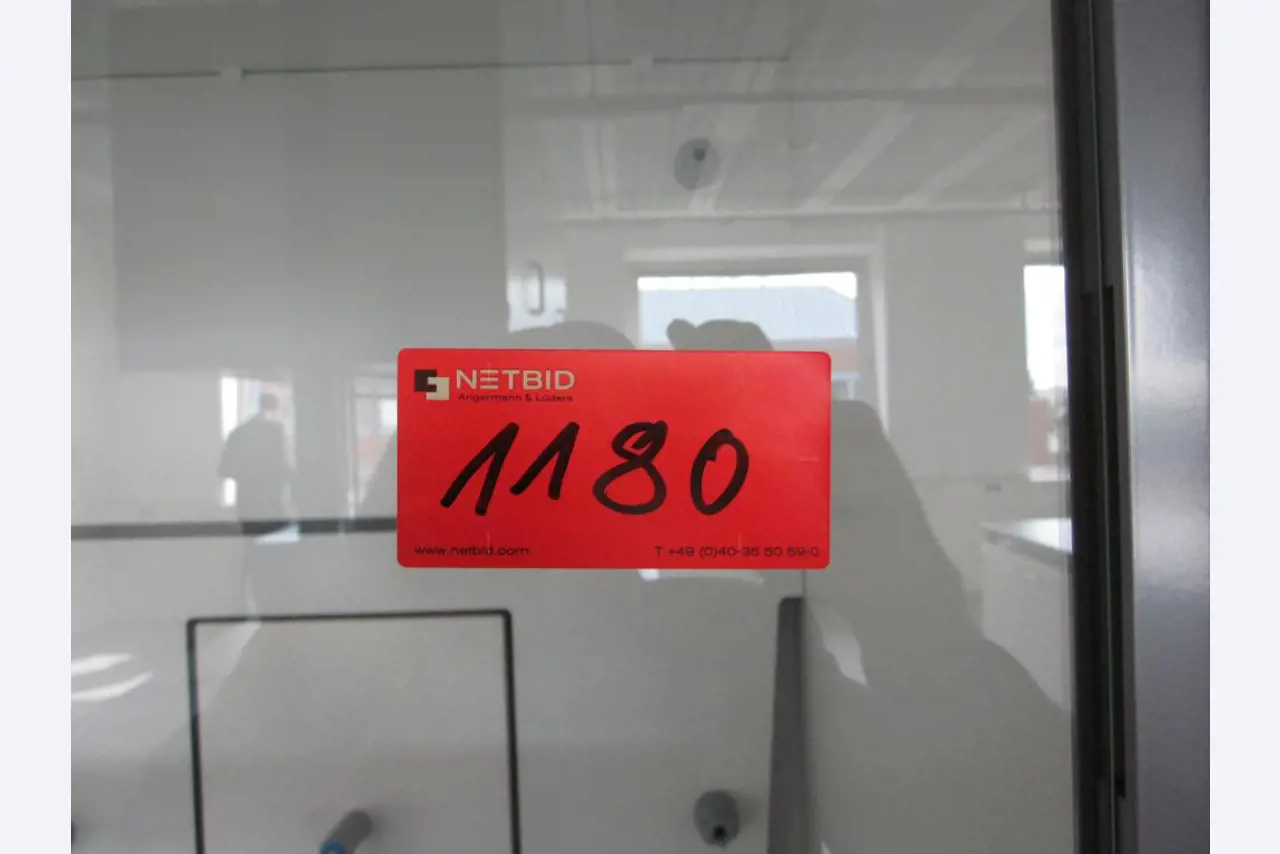 NETBID
Angermann & Lüders
1180
www.netbid.com
T +49 (0)40-36 50 59-0